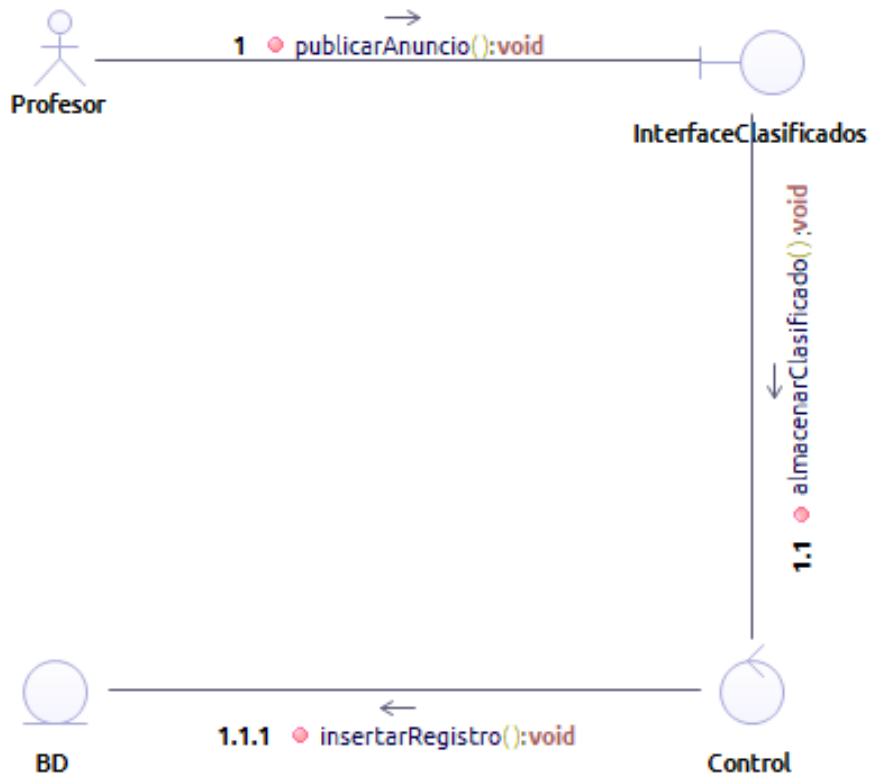 1 publicarAnuncio():void
Profesor
InterfaceClasificados
1.1 almacenarClasificado():void
1.1.1 insertarRegistro():void
BD
Control